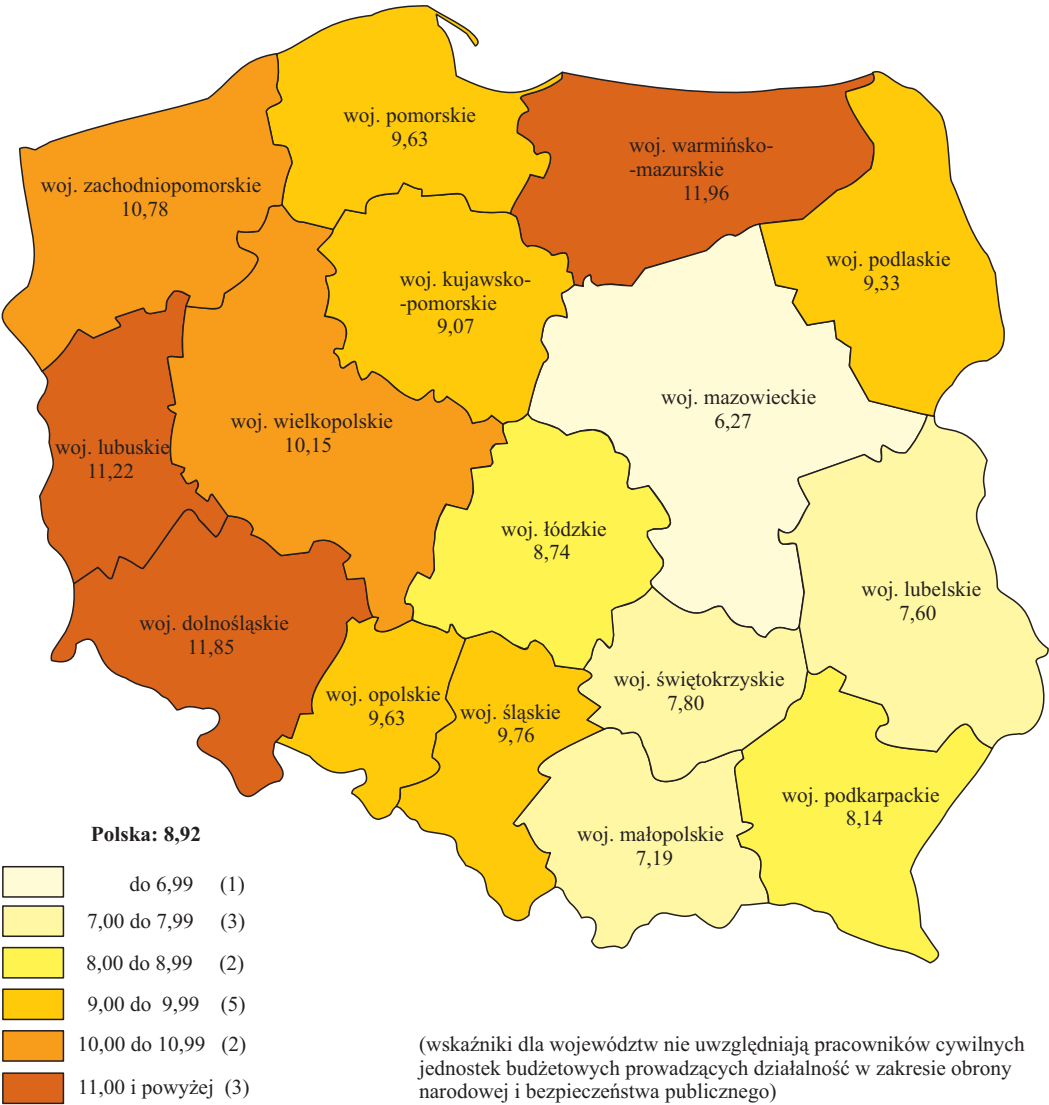 woj. pomorskie
9,63
woj. warmińsko-
-mazurskie
11,96
woj. zachodniopomorskie
10,78
woj. podlaskie
9,33
woj. kujawsko-
-pomorskie
9,07
woj. mazowieckie
6,27
woj. wielkopolskie
10,15
woj. lubuskie
11,22
woj. łódzkie
8,74
woj. lubelskie
7,60
woj. dolnośląskie
11,85
woj. świętokrzyskie
7,80
woj. opolskie
9,63
woj. śląskie
9,76
woj. podkarpackie
8,14
woj. małopolskie
7,19
Polska: 8,92
do 6,99 (1)
7,00 do 7,99 (3)
8,00 do 8,99 (2)
9,00 do 9,99 (5)
10,00 do 10,99 (2)
11,00 i powyżej (3)
(wskaźniki dla województw nie uwzględniają pracowników cywilnych
jednostek budżetowych prowadzących działalność w zakresie obrony
narodowej i bezpieczeństwa publicznego)